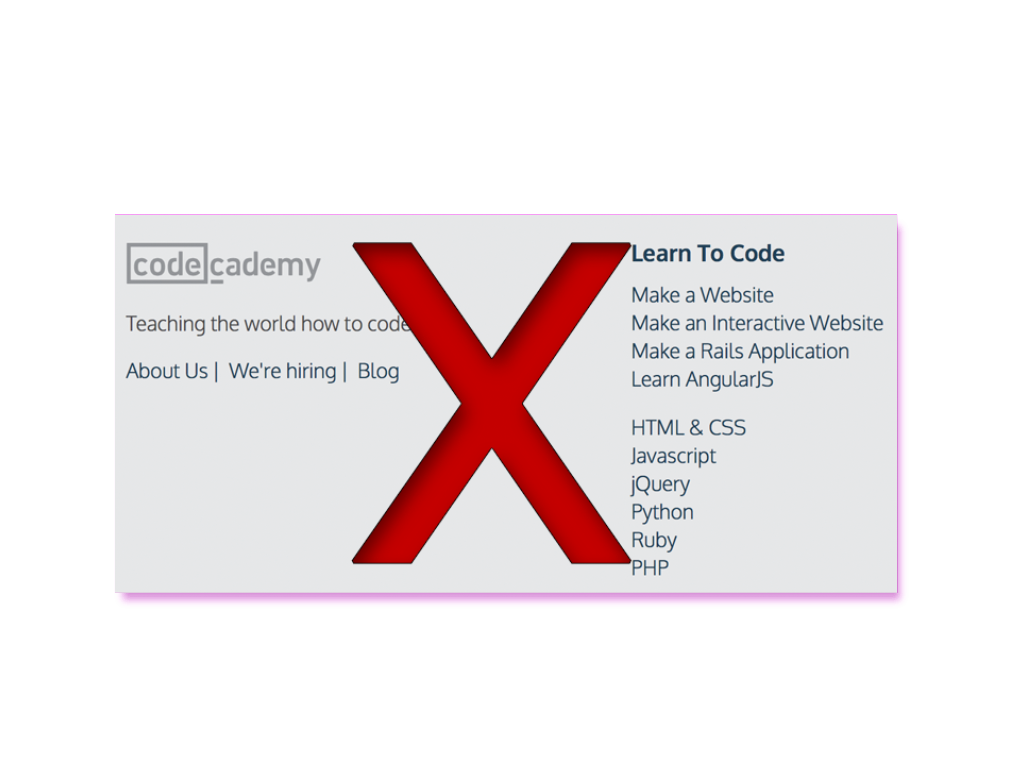 codecademy
Teaching the world how to code
About Us | We're hiring | Blog
X
Learn To Code
Make a Website
Make an Interactive Website
Make a Rails Application
Learn AngularJS
HTML & CSS
Javascript
jQuery
Python
Ruby
PHP